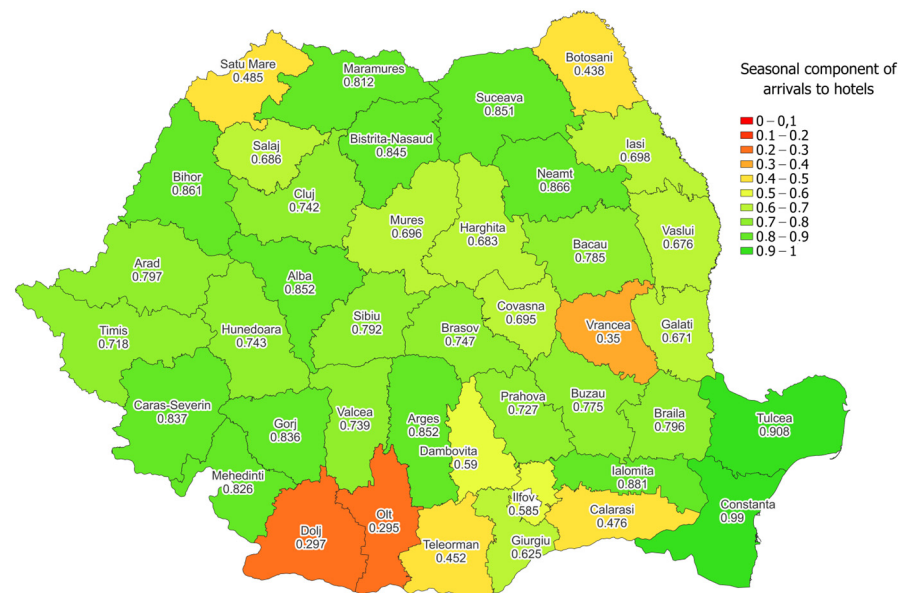 Satu Mare
0.485
Maramures
0.812
Suceava
0.851
Botosani
0.438
Seasonal component of
arrivals to hotels
0 – 0,1
0.1 – 0.2
0.2 – 0.3
0.3 – 0.4
0.4 – 0.5
0.5 – 0.6
0.6 – 0.7
0.7 – 0.8
0.8 – 0.9
0.9 – 1
Salaj
0.686
Bistrita-Nasaud
0.845
Iasi
0.698
Bihor
0.861
Cluj
0.742
Neamt
0.866
Mures
0.696
Harghita
0.683
Bacau
0.785
Vaslui
0.676
Arad
0.797
Alba
0.852
Timis
0.718
Hunedoara
0.743
Sibiu
0.792
Brasov
0.747
Covasna
0.695
Vrancea
0.35
Galati
0.671
Caras-Severin
0.837
Gorj
0.836
Valcea
0.739
Arges
0.852
Dambovita
0.59
Prahova
0.727
Buzau
0.775
Braila
0.796
Tulcea
0.908
Mehedinti
0.826
Dolj
0.297
Olt
0.295
Teleorman
0.452
Ilfov
0.585
Giurgiu
0.625
Ialomita
0.881
Calarasi
0.476
Constanta
0.99